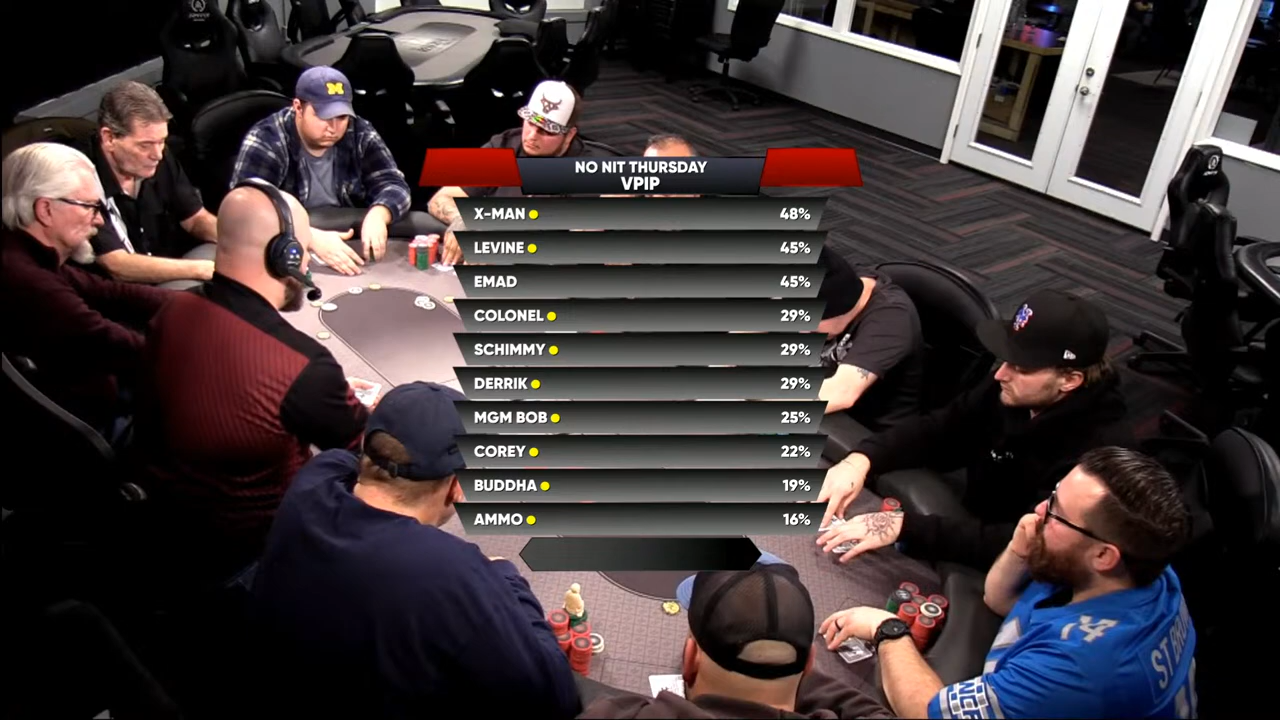 NO NIT THURSDAY
VPIP
X-MAN 48%
LEVINE 45%
EMAD 45%
COLONEL 29%
SCHIMMY 29%
DERRIK 29%
MGM BOB 25%
COREY 22%
BUDDHA 19%
AMMO 16%
M
14